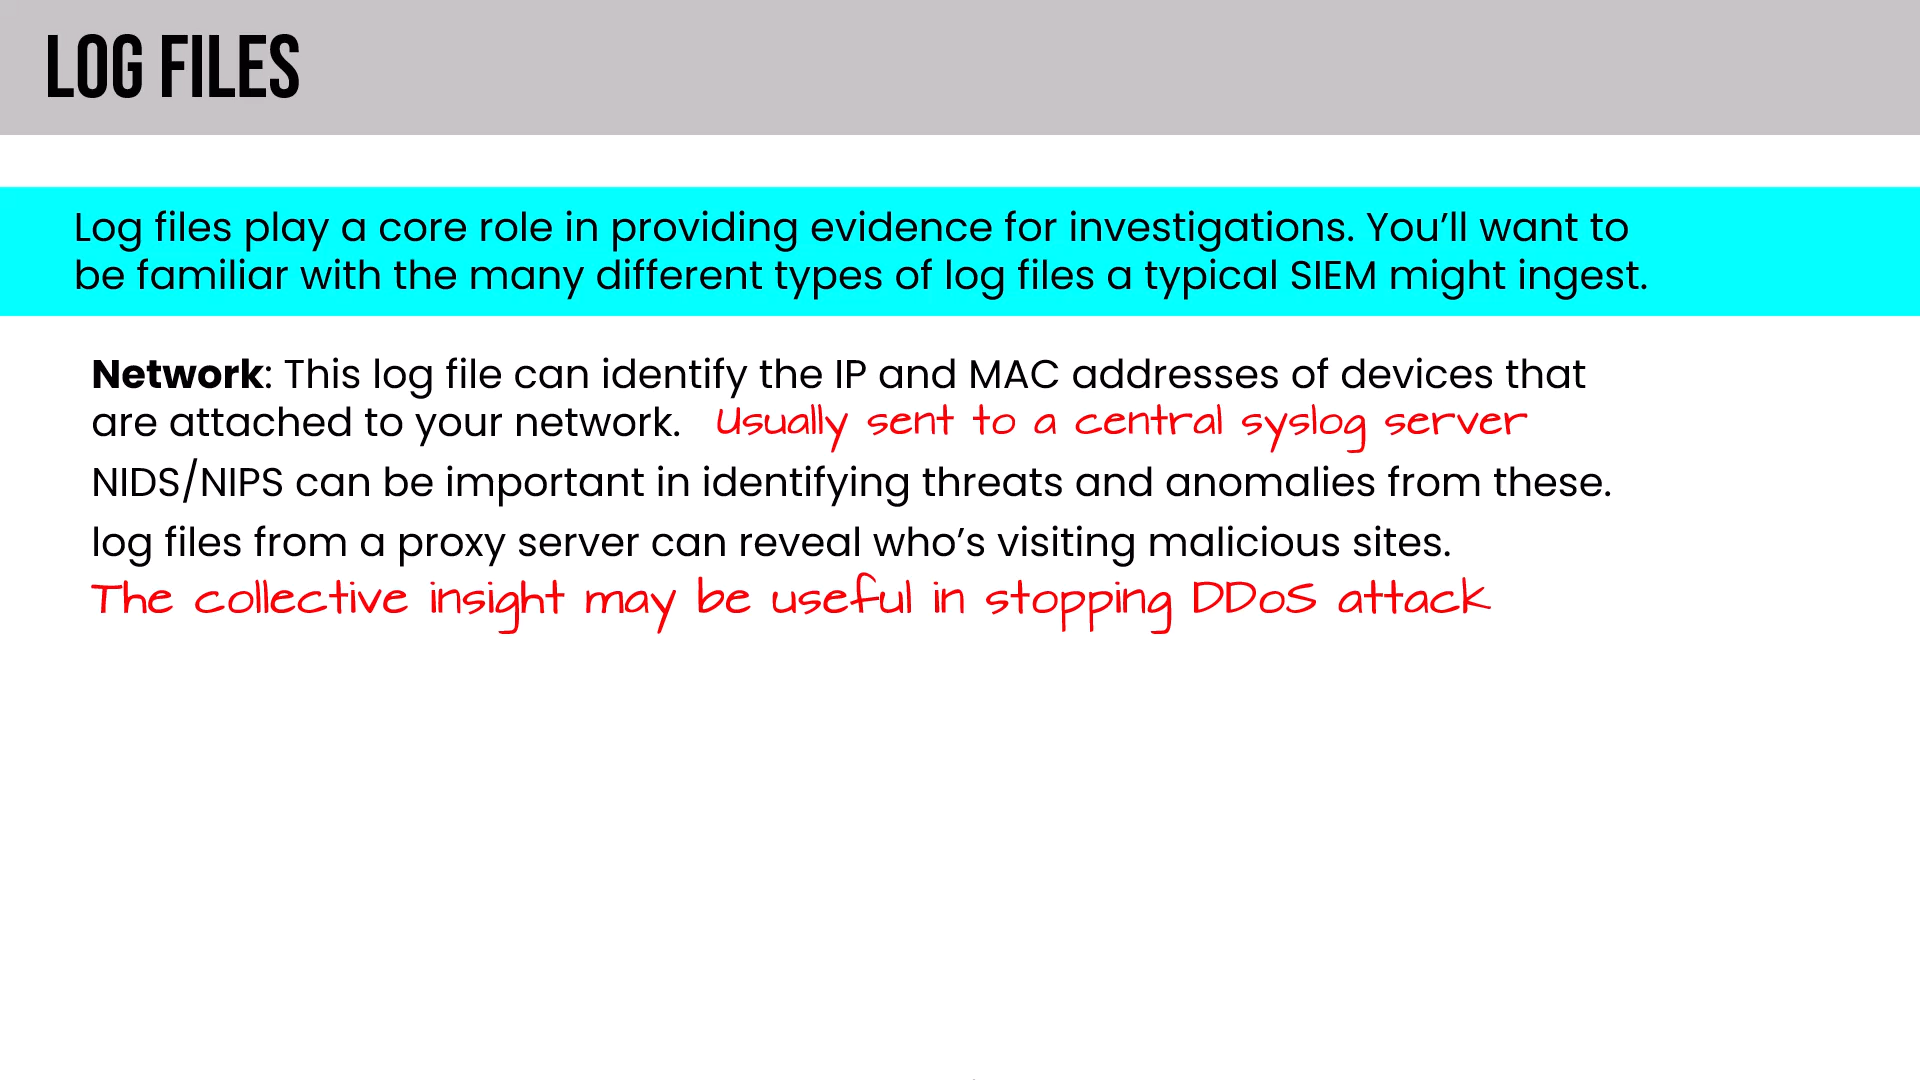 LOG FILES
Log files play a core role in providing evidence for investigations. You’ll want to
be familiar with the many different types of log files a typical SIEM might ingest.
Network: This log file can identify the IP and MAC addresses of devices that
are attached to your network. Usually sent to a central syslog server
NIDS/NIPS can be important in identifying threats and anomalies from these.
log files from a proxy server can reveal who’s visiting malicious sites.
The collective insight may be useful in stopping DDoS attack